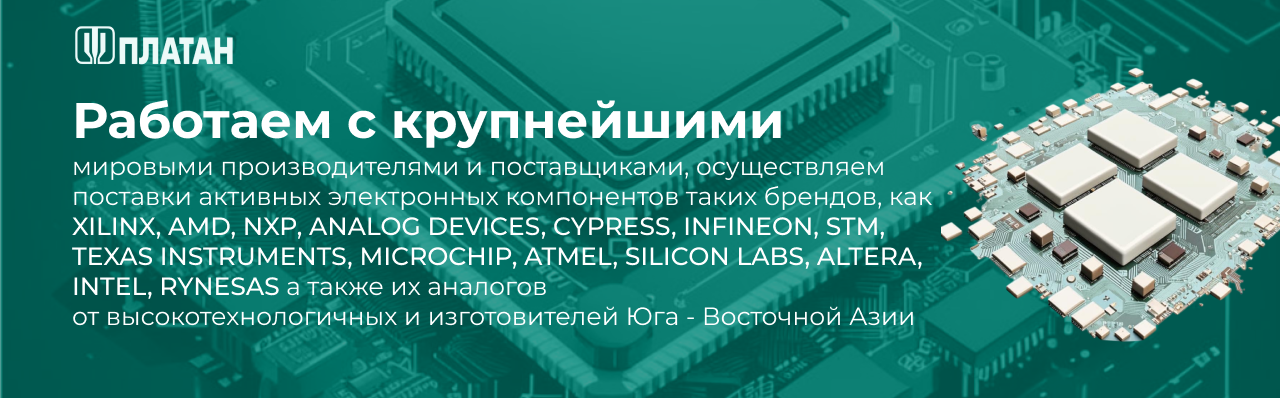 ПЛАТАН
Работаем с крупнейшими
мировыми производителями и поставщиками, осуществляем
поставки активных электронных компонентов таких брендов, как
XILINX, AMD, NXP, ANALOG DEVICES, CYPRESS, INFINEON, STM,
TEXAS INSTRUMENTS, MICROCHIP, ATMEL, SILICON LABS, ALTERA,
INTEL, RYNESAS а также их аналогов
от высокотехнологичных и изготовителей Юга - Восточной Азии